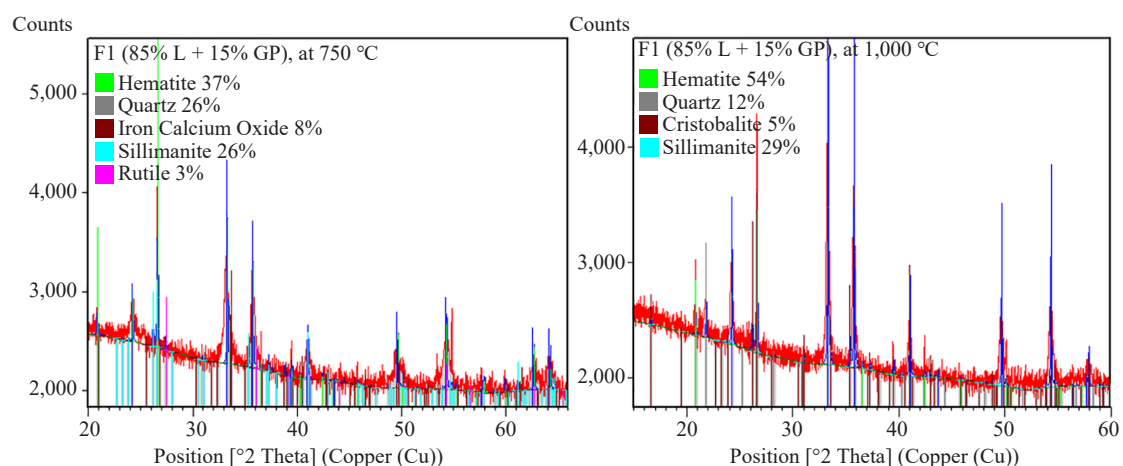 Counts
F1 (85% L + 15% GP), at 750 °C
Hematite 37%
Quartz 26%
Iron Calcium Oxide 8%
Sillimanite 26%
Rutile 3%
5,000
4,000
3,000
2,000
20
30
40
50
60
Position [°2 Theta] (Copper (Cu))
Counts
F1 (85% L + 15% GP), at 1,000 °C
Hematite 54%
Quartz 12%
Cristobalite 5%
Sillimanite 29%
4,000
3,000
2,000
20
30
40
50
60
Position [°2 Theta] (Copper (Cu))